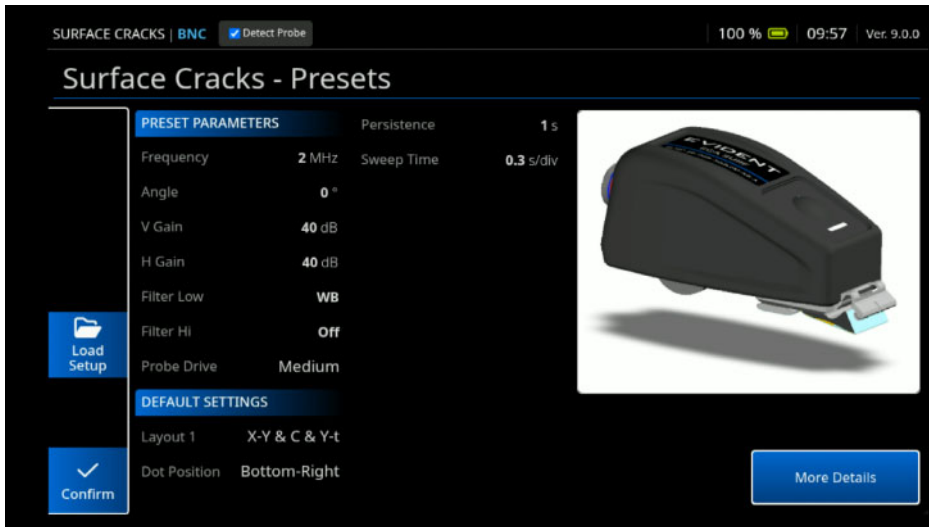 SURFACE CRACKS | BNC Detect Probe 100 % 09:57 Ver. 9.0.0
Surface Cracks - Presets
PRESET PARAMETERS
Frequency 2 MHz
Angle 0 °
V Gain 40 dB
H Gain 40 dB
Filter Low WB
Filter Hi Off
Probe Drive Medium
DEFAULT SETTINGS
Layout 1 X-Y & C & Y-t
Dot Position Bottom-Right
Persistence 1 s
Sweep Time 0.3 s/div
EVIDENT
Load
Setup
Confirm
More Details